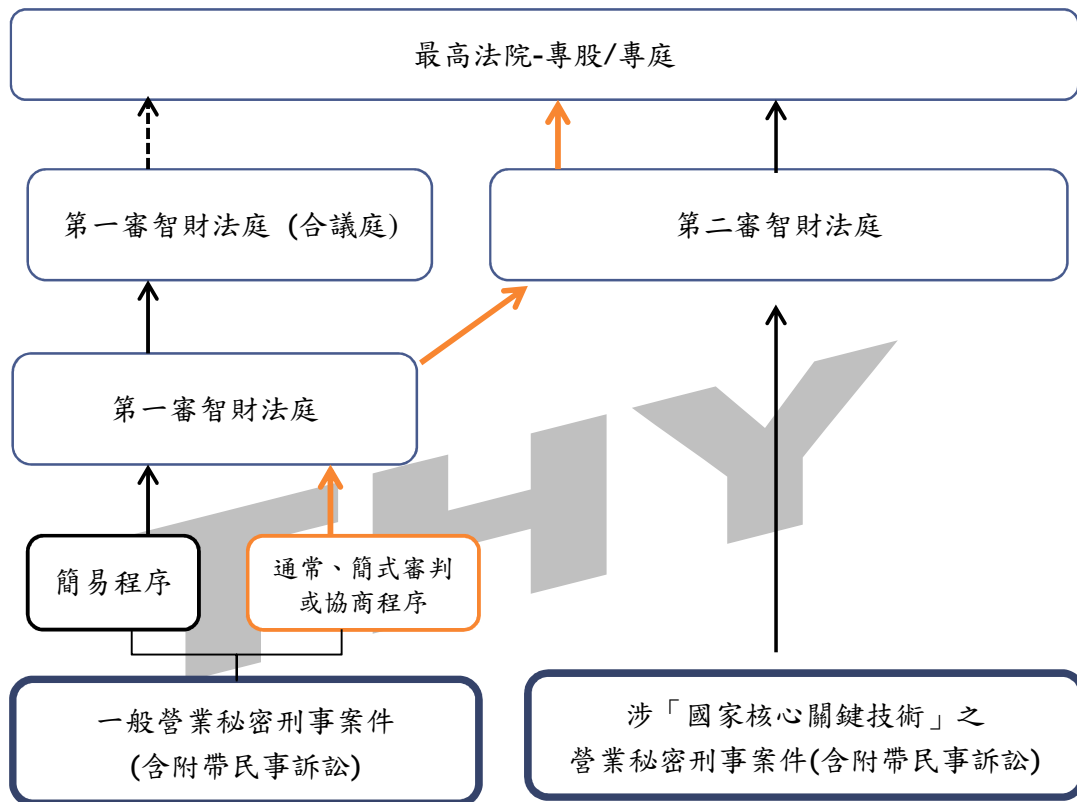 最高法院-專股/專庭
第一審智財法庭 (合議庭)
第二審智財法庭
第一審智財法庭
簡易程序
通常、簡式審判
或協商程序
一般營業秘密刑事案件
(含附帶民事訴訟)
涉「國家核心關鍵技術」之
營業秘密刑事案件(含附帶民事訴訟)
THY